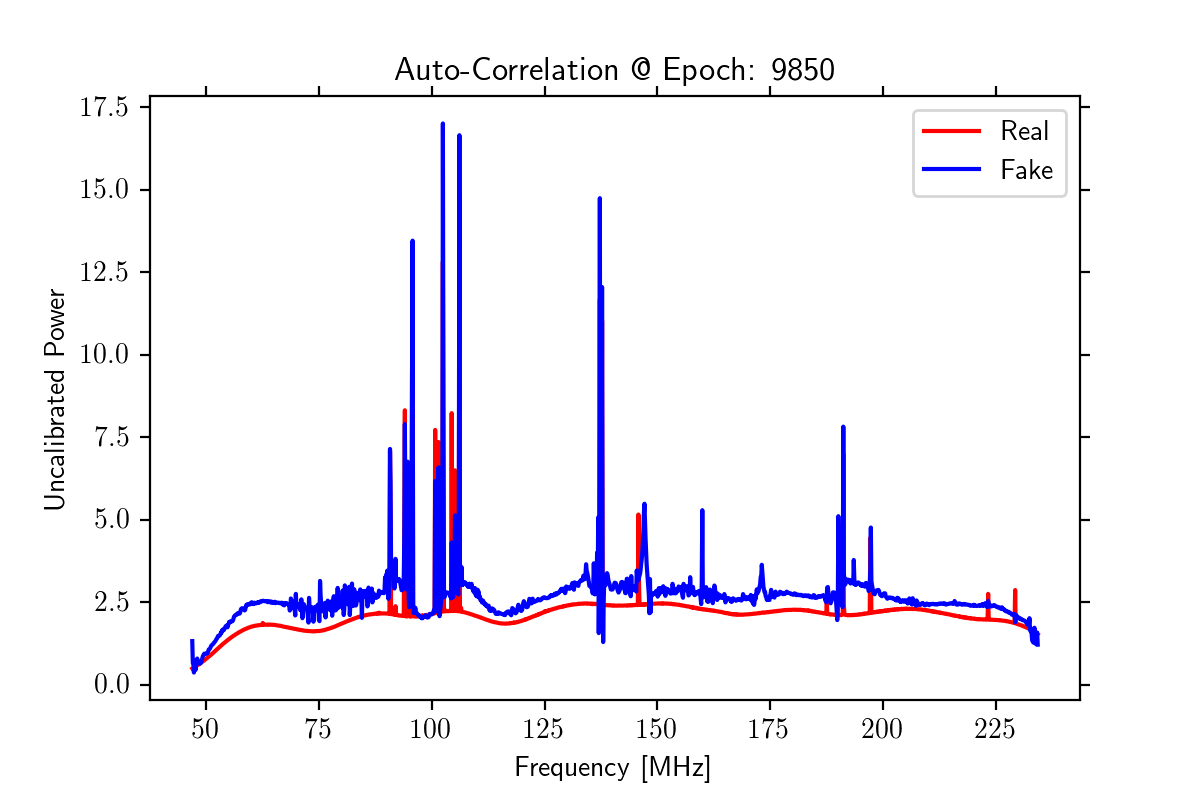 Auto-Correlation @ Epoch: 9850
Real
Fake
Uncalibrated Power
17.5
15.0
12.5
10.0
7.5
5.0
2.5
0.0
50 75 100 125 150 175 200 225
Frequency [MHz]